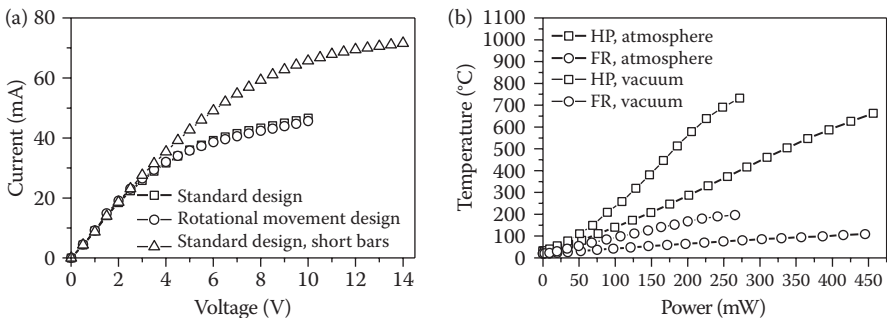 (a)
80
60
40
20
0
Current (mA)
Standard design
Rotational movement design
Standard design, short bars
0 2 4 6 8 10 12 14
Voltage (V)
(b)
1100
1000
900
800
700
600
500
400
300
200
100
0
Temperature (°C)
HP, atmosphere
FR, atmosphere
HP, vacuum
FR, vacuum
0 50 100 150 200 250 300 350 400 450
Power (mW)